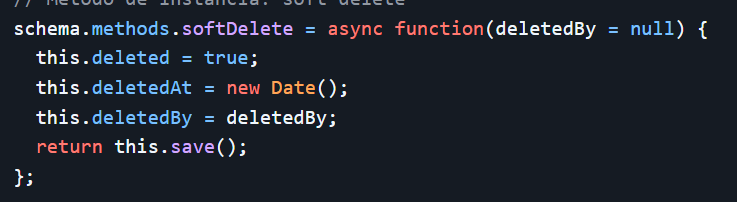 // Método de instancia: soft delete
schema.methods.softDelete = async function(deletedBy = null) {
  this.deleted = true;
  this.deletedAt = new Date();
  this.deletedBy = deletedBy;
  return this.save();
};